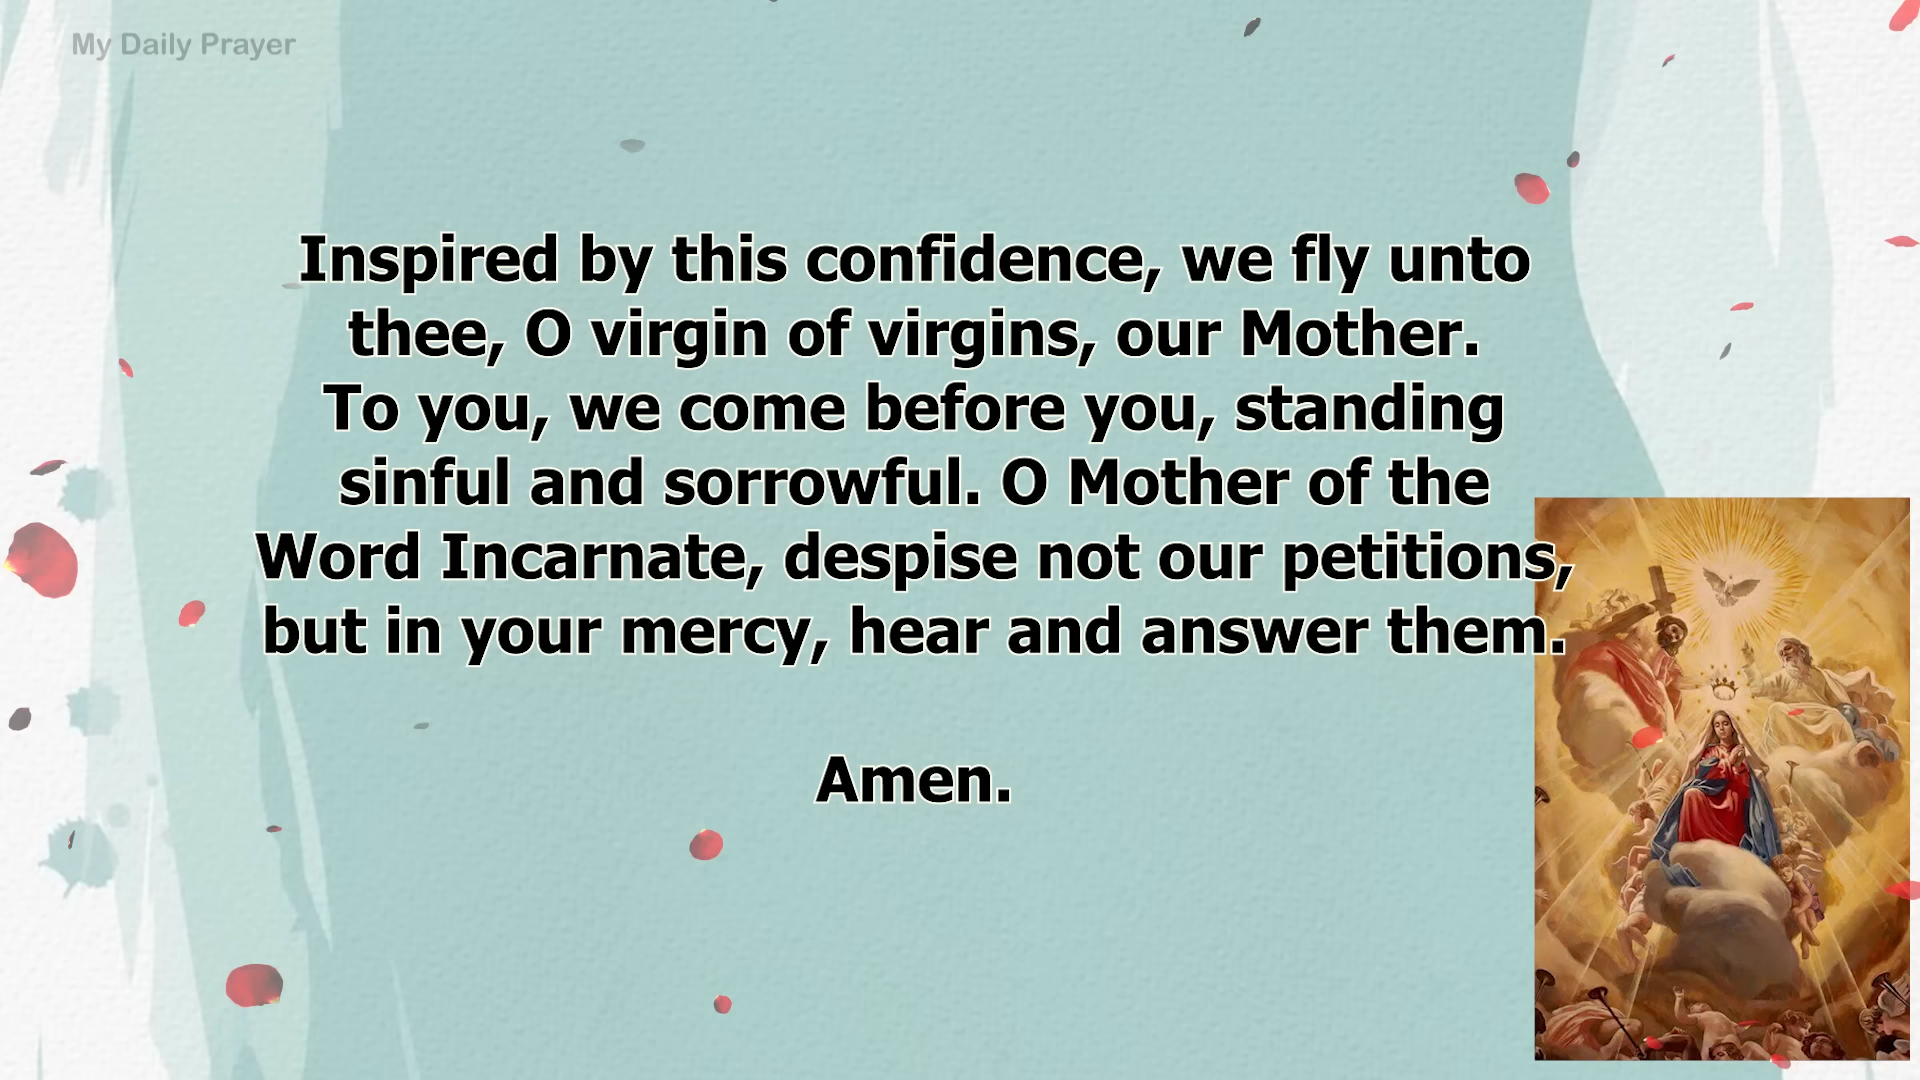 My Daily Prayer
Inspired by this confidence, we fly unto
thee, O virgin of virgins, our Mother.
To you, we come before you, standing
sinful and sorrowful. O Mother of the
Word Incarnate, despise not our petitions,
but in your mercy, hear and answer them.
Amen.